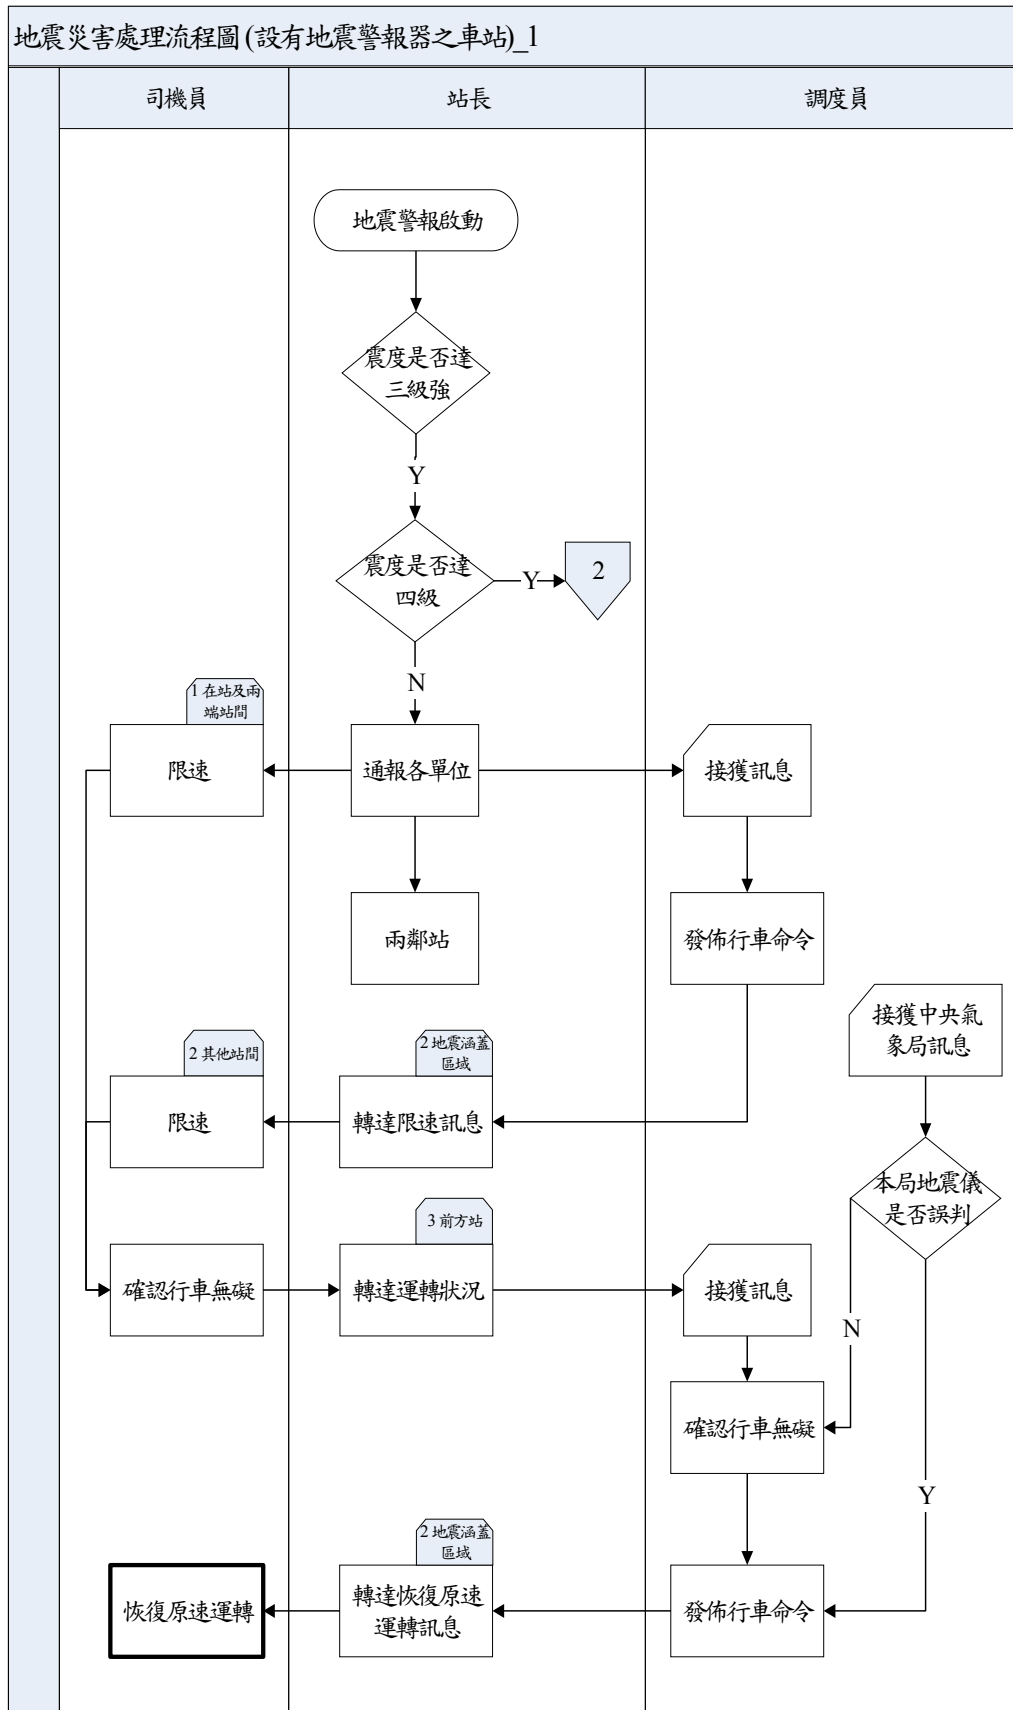 地震災害處理流程圖(設有地震警報器之車站)_1
司機員
站長
調度員
地震警報啟動
震度是否達
三級強
Y
震度是否達
四級
Y
2
N
1 在站及兩
端站間
限速
通報各單位
接獲訊息
兩鄰站
發佈行車命令
接獲中央氣
象局訊息
2 其他站間
2 地震涵蓋
區域
限速
轉達限速訊息
本局地震儀
是否誤判
3 前方站
確認行車無礙
轉達運轉狀況
接獲訊息
N
確認行車無礙
Y
2 地震涵蓋
區域
恢復原速運轉
轉達恢復原速
運轉訊息
發佈行車命令